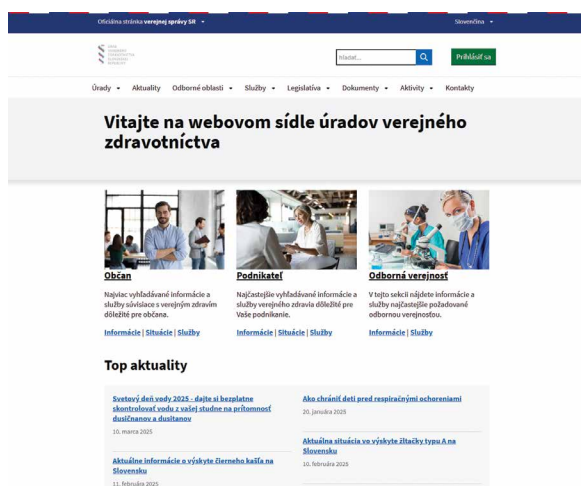 Oficiálna stránka verejnej správy SR
Slovenčina
ÚRAD
VEREJNÉHO
ZDRAVOTNÍCTVA
SLOVENSKEJ
REPUBLIKY
hľadať...
Prihlásiť sa
Úrady Aktuality Odborné oblasti Služby Legislatíva Dokumenty Aktivity Kontakty
Vitajte na webovom sídle úradov verejného
zdravotníctva
Občan
Najviac vyhľadávané informácie a
služby súvisiace s verejným zdravím
dôležité pre občana.
Informácie | Situácie | Služby
Podnikateľ
Najčastejšie vyhľadávané informácie a
služby verejného zdravia dôležité pre
Vaše podnikanie.
Informácie | Situácie | Služby
Odborná verejnosť
V tejto sekcii nájdete informácie a
služby najčastejšie požadované
odbornou verejnosťou.
Informácie | Služby
Top aktuality
Svetový deň vody 2025 - dajte si bezplatne
skontrolovať vodu z vašej studne na prítomnosť
dusičnanov a dusitanov
10. marca 2025
Aktuálne informácie o výskyte čierneho kašľa na
Slovensku
11. februára 2025
Ako chrániť deti pred respiračnými ochoreniami
20. januára 2025
Aktuálna situácia vo výskyte žltačky typu A na
Slovensku
10. februára 2025